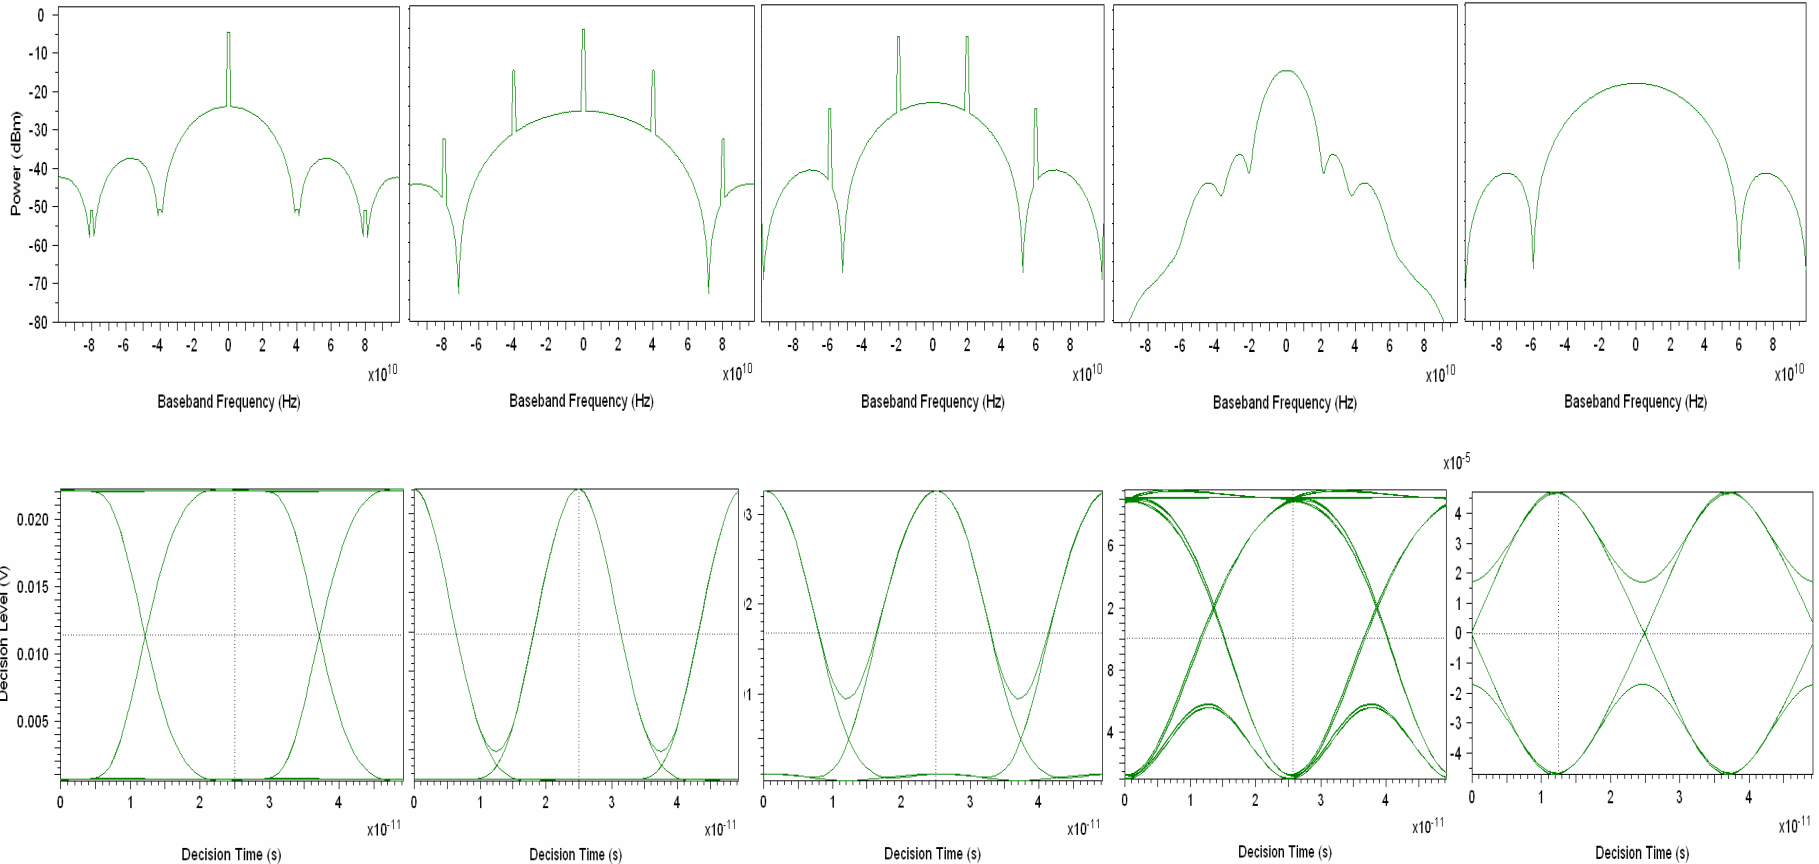 0
-10
-20
-30
-40
-50
-60
-70
-80
Power (dBm)
-8 -6 -4 -2 0 2 4 6 8
x10^10
Baseband Frequency (Hz)
-8 -6 -4 -2 0 2 4 6 8
x10^10
Baseband Frequency (Hz)
-8 -6 -4 -2 0 2 4 6 8
x10^10
Baseband Frequency (Hz)
-8 -6 -4 -2 0 2 4 6 8
x10^10
Baseband Frequency (Hz)
-8 -6 -4 -2 0 2 4 6 8
x10^10
Baseband Frequency (Hz)
0.020
0.015
0.010
0.005
Decision Level (V)
0 1 2 3 4
x10^-11
Decision Time (s)
0 1 2 3 4
x10^-11
Decision Time (s)
3
2
1
0 1 2 3 4
x10^-11
Decision Time (s)
6
2
8
4
0 1 2 3 4
x10^-11
Decision Time (s)
x10^-5
4
3
2
1
0
-1
-2
-3
-4
0 1 2 3 4
x10^-11
Decision Time (s)